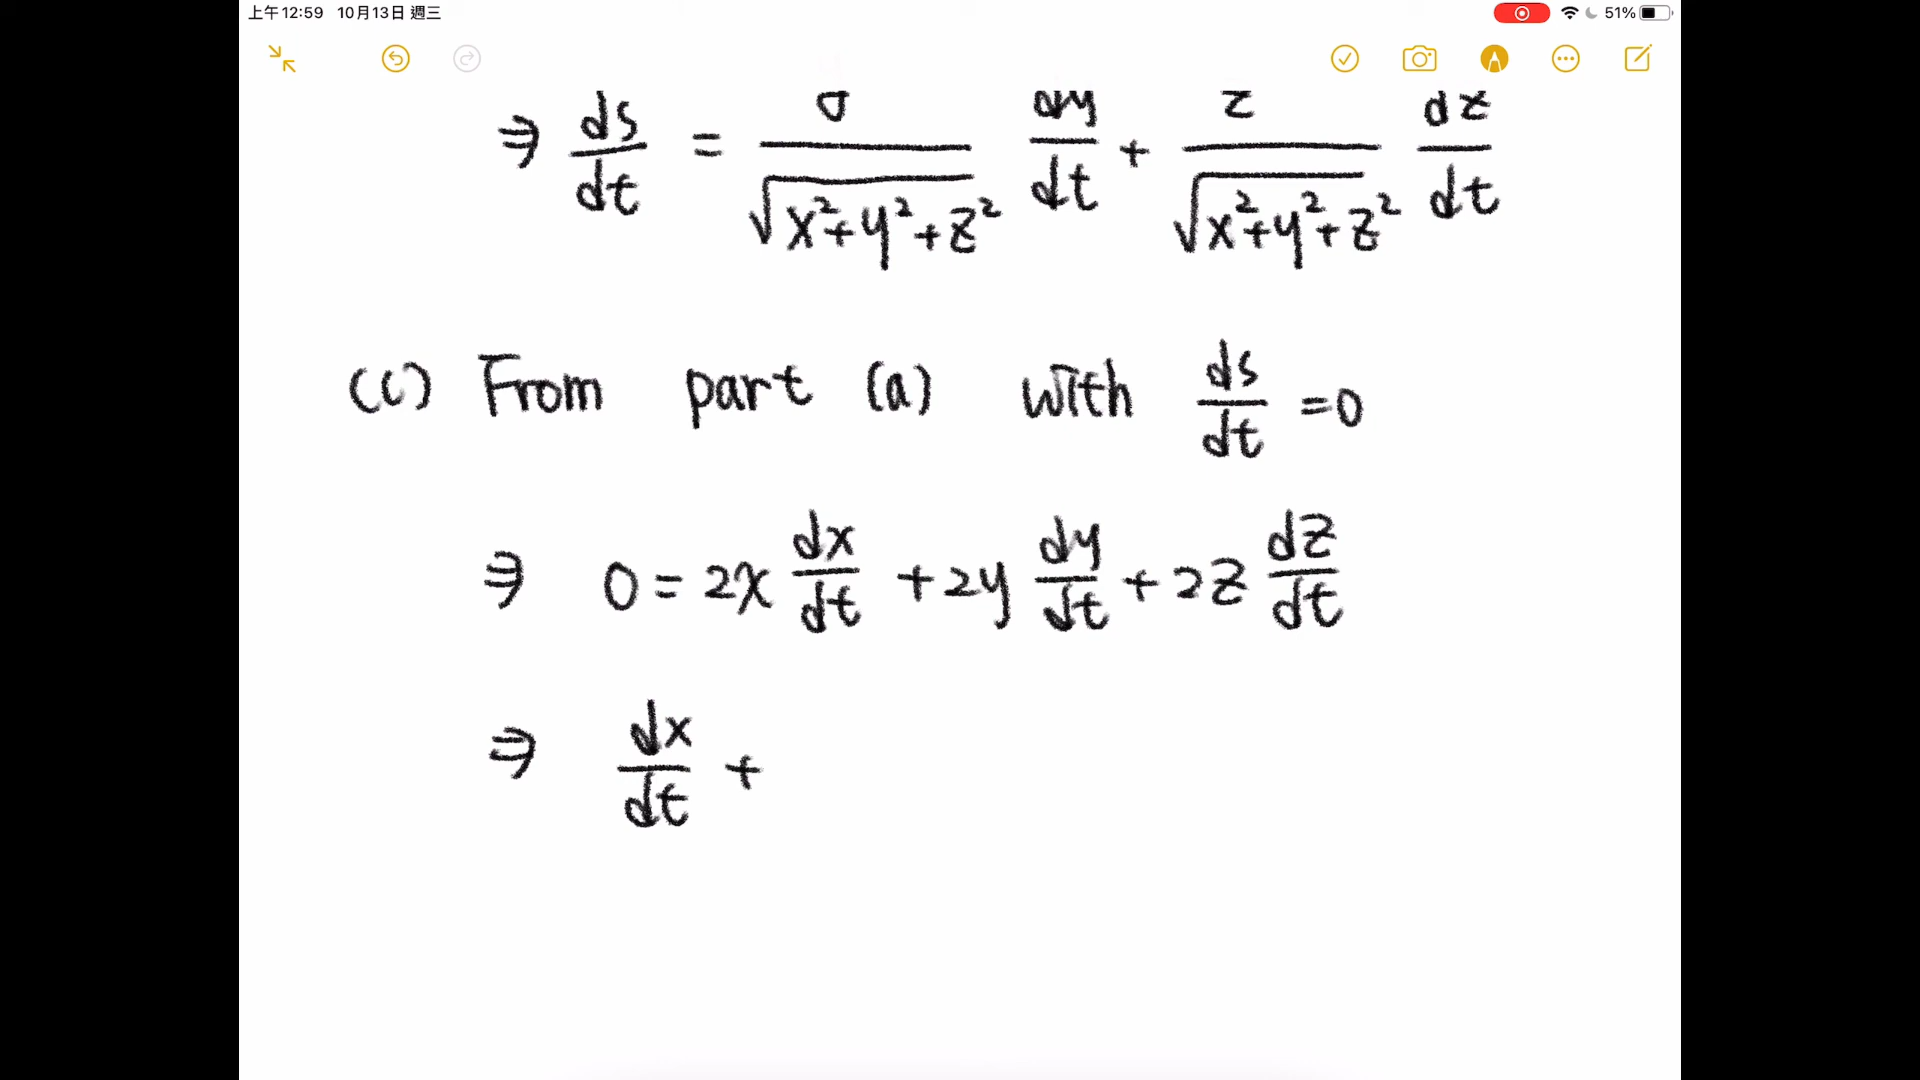 上午12:59 10月13日 週三 51%
⇒ ds/dt = y/√(x²+y²+z²) dy/dt + z/√(x²+y²+z²) dz/dt
(c) From part (a) with ds/dt =0
⇒ 0 = 2x dx/dt + 2y dy/dt + 2z dz/dt
⇒ dx/dt +